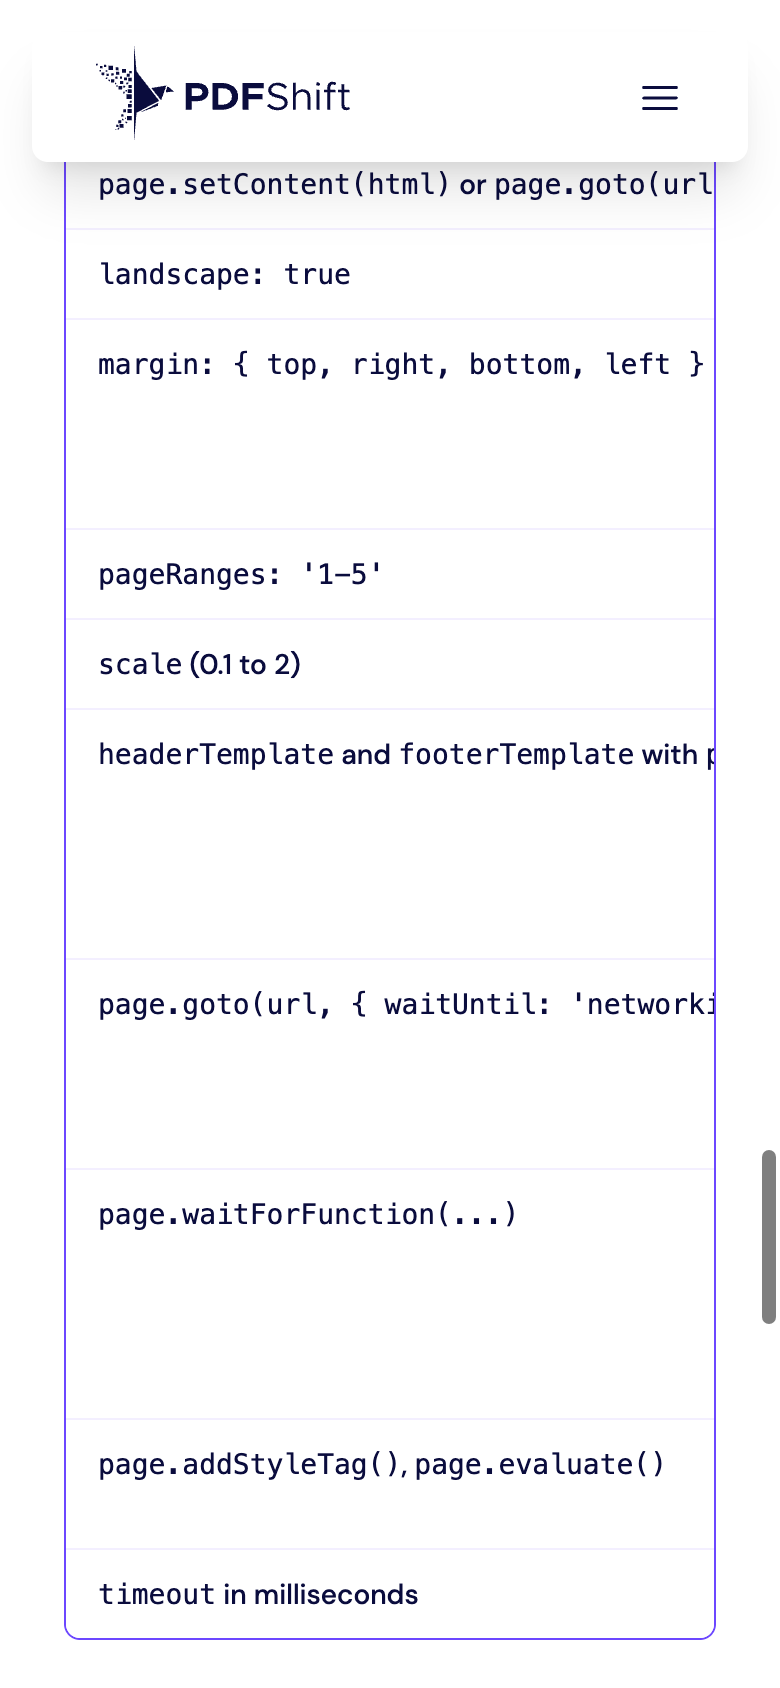 PDFShift
page.setContent(html) or page.goto(url
landscape: true
margin: { top, right, bottom, left }
pageRanges: '1-5'
scale (0.1 to 2)
headerTemplate and footerTemplate with
page.goto(url, { waitUntil: 'networki
page.waitForFunction(...)
page.addStyleTag(), page.evaluate()
timeout in milliseconds